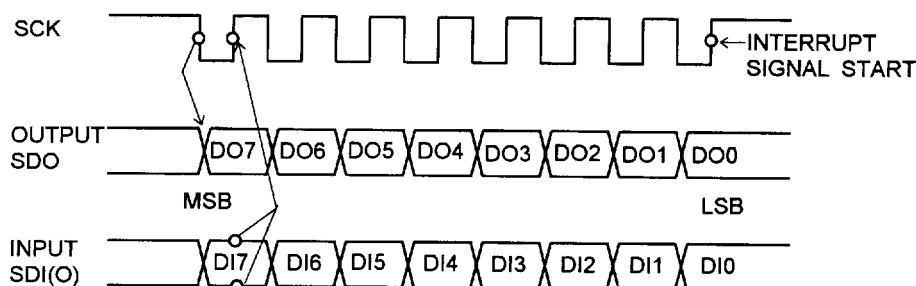 SCK
INTERRUPT
SIGNAL START
OUTPUT
SDO
DO7 DO6 DO5 DO4 DO3 DO2 DO1 DO0
MSB LSB
INPUT
SDI(O)
DI7 DI6 DI5 DI4 DI3 DI2 DI1 DI0